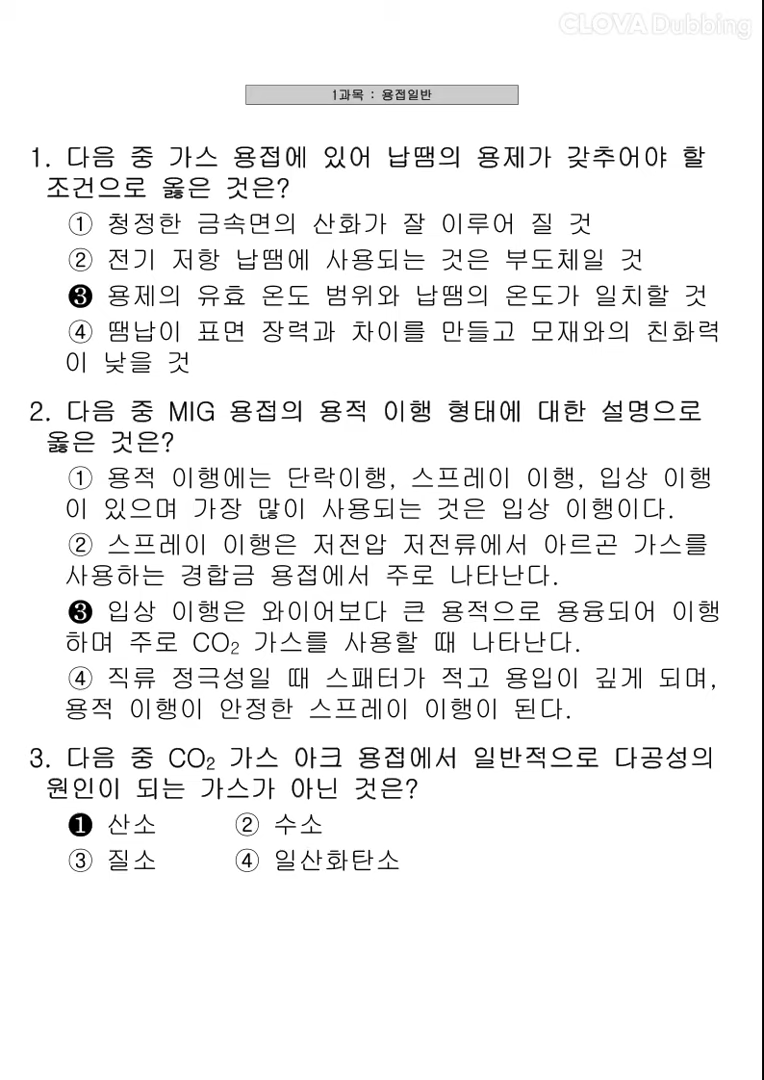 CLOVA Dubbing
1과목 : 용접일반
1. 다음 중 가스 용접에 있어 납땜의 용제가 갖추어야 할
조건으로 옳은 것은?
① 청정한 금속면의 산화가 잘 이루어 질 것
② 전기 저항 납땜에 사용되는 것은 부도체일 것
❸ 용제의 유효 온도 범위와 납땜의 온도가 일치할 것
④ 땜납이 표면 장력과 차이를 만들고 모재와의 친화력
이 낮을 것
2. 다음 중 MIG 용접의 용적 이행 형태에 대한 설명으로
옳은 것은?
① 용적 이행에는 단락이행, 스프레이 이행, 입상 이행
이 있으며 가장 많이 사용되는 것은 입상 이행이다.
② 스프레이 이행은 저전압 저전류에서 아르곤 가스를
사용하는 경합금 용접에서 주로 나타난다.
❸ 입상 이행은 와이어보다 큰 용적으로 용융되어 이행
하며 주로 CO₂ 가스를 사용할 때 나타난다.
④ 직류 정극성일 때 스패터가 적고 용입이 깊게 되며,
용적 이행이 안정한 스프레이 이행이 된다.
3. 다음 중 CO₂ 가스 아크 용접에서 일반적으로 다공성의
원인이 되는 가스가 아닌 것은?
❶ 산소 ② 수소
③ 질소 ④ 일산화탄소